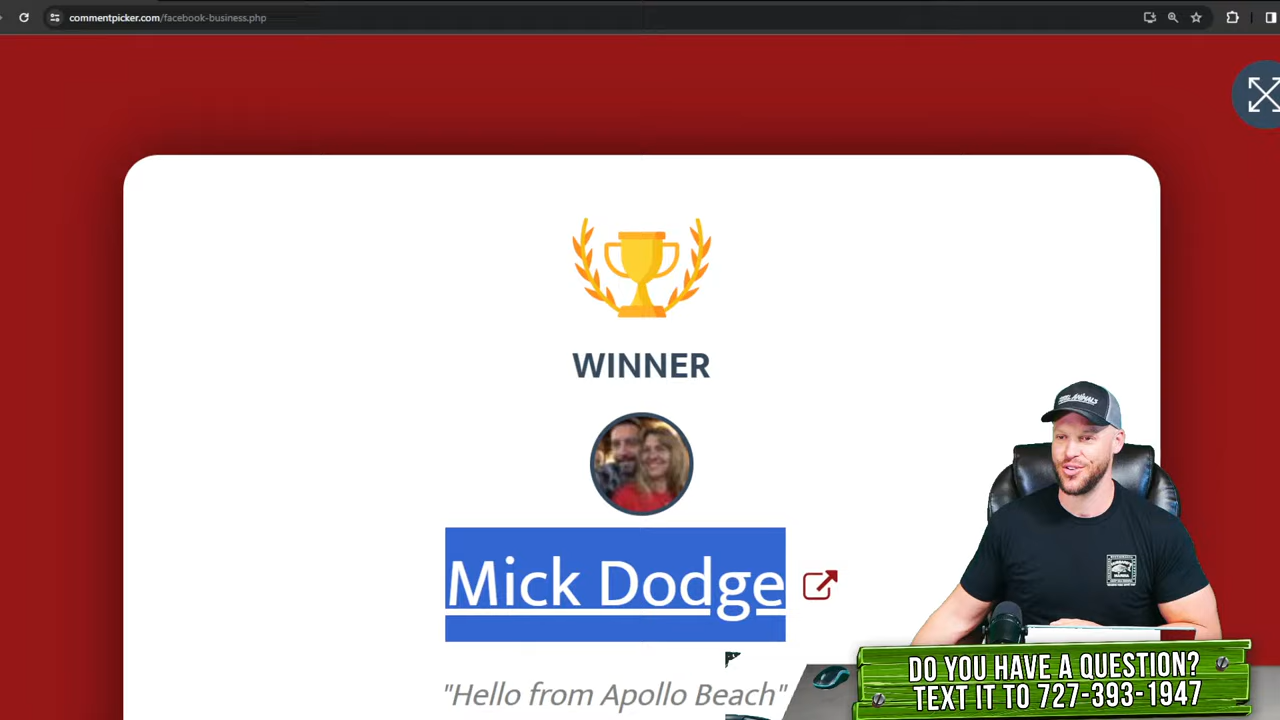 commentpicker.com/facebook-business.php
WINNER
Mick Dodge
"Hello from Apollo Beach"
DO YOU HAVE A QUESTION?
TEXT IT TO 727-393-1947